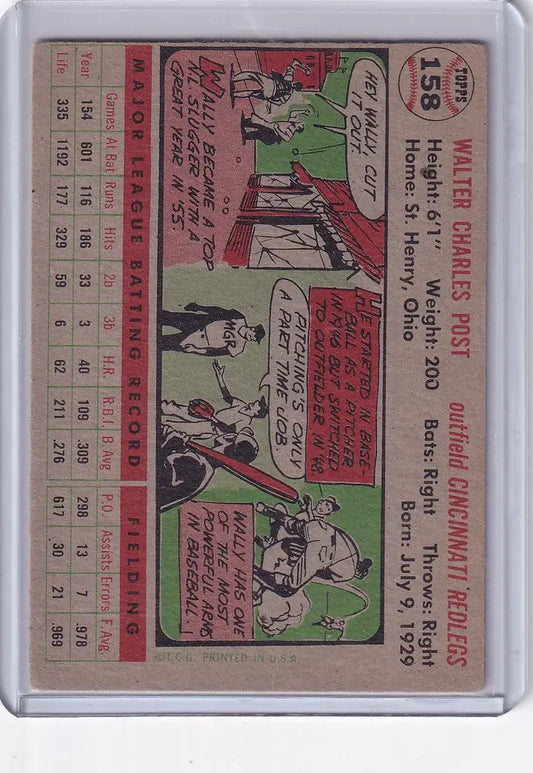 TOPPS
158
WALTER CHARLES POST outfield CINCINNATI REDLEGS
Height: 6'1" Weight: 200 Bats: Right Throws: Right
Home: St. Henry, Ohio Born: July 9, 1929
HEY WALLY, CUT
IT OUT.
WALLY BECAME A TOP
N.L. SLUGGER WITH A
GREAT YEAR IN '55.
HE STARTED IN BASE-
BALL AS A PITCHER
IN 1946 BUT SWITCHED
TO OUTFIELDER IN '48
PITCHING'S ONLY
A PART TIME JOB
MGR
WALLY HAS ONE
OF THE MOST
POWERFUL ARMS
IN BASEBALL.
©T.C.G. PRINTED IN U.S.A.
MAJOR LEAGUE BATTING RECORD FIELDING
Games At Bat Runs Hits 2b 3b H.R. R.B.I. B Avg. P.O. Assists Errors F. Avg.
Year 154 601 116 186 33 3 40 109 .309 298 13 7 .978
Life 335 1192 177 329 59 6 62 211 .276 617 30 21 .969